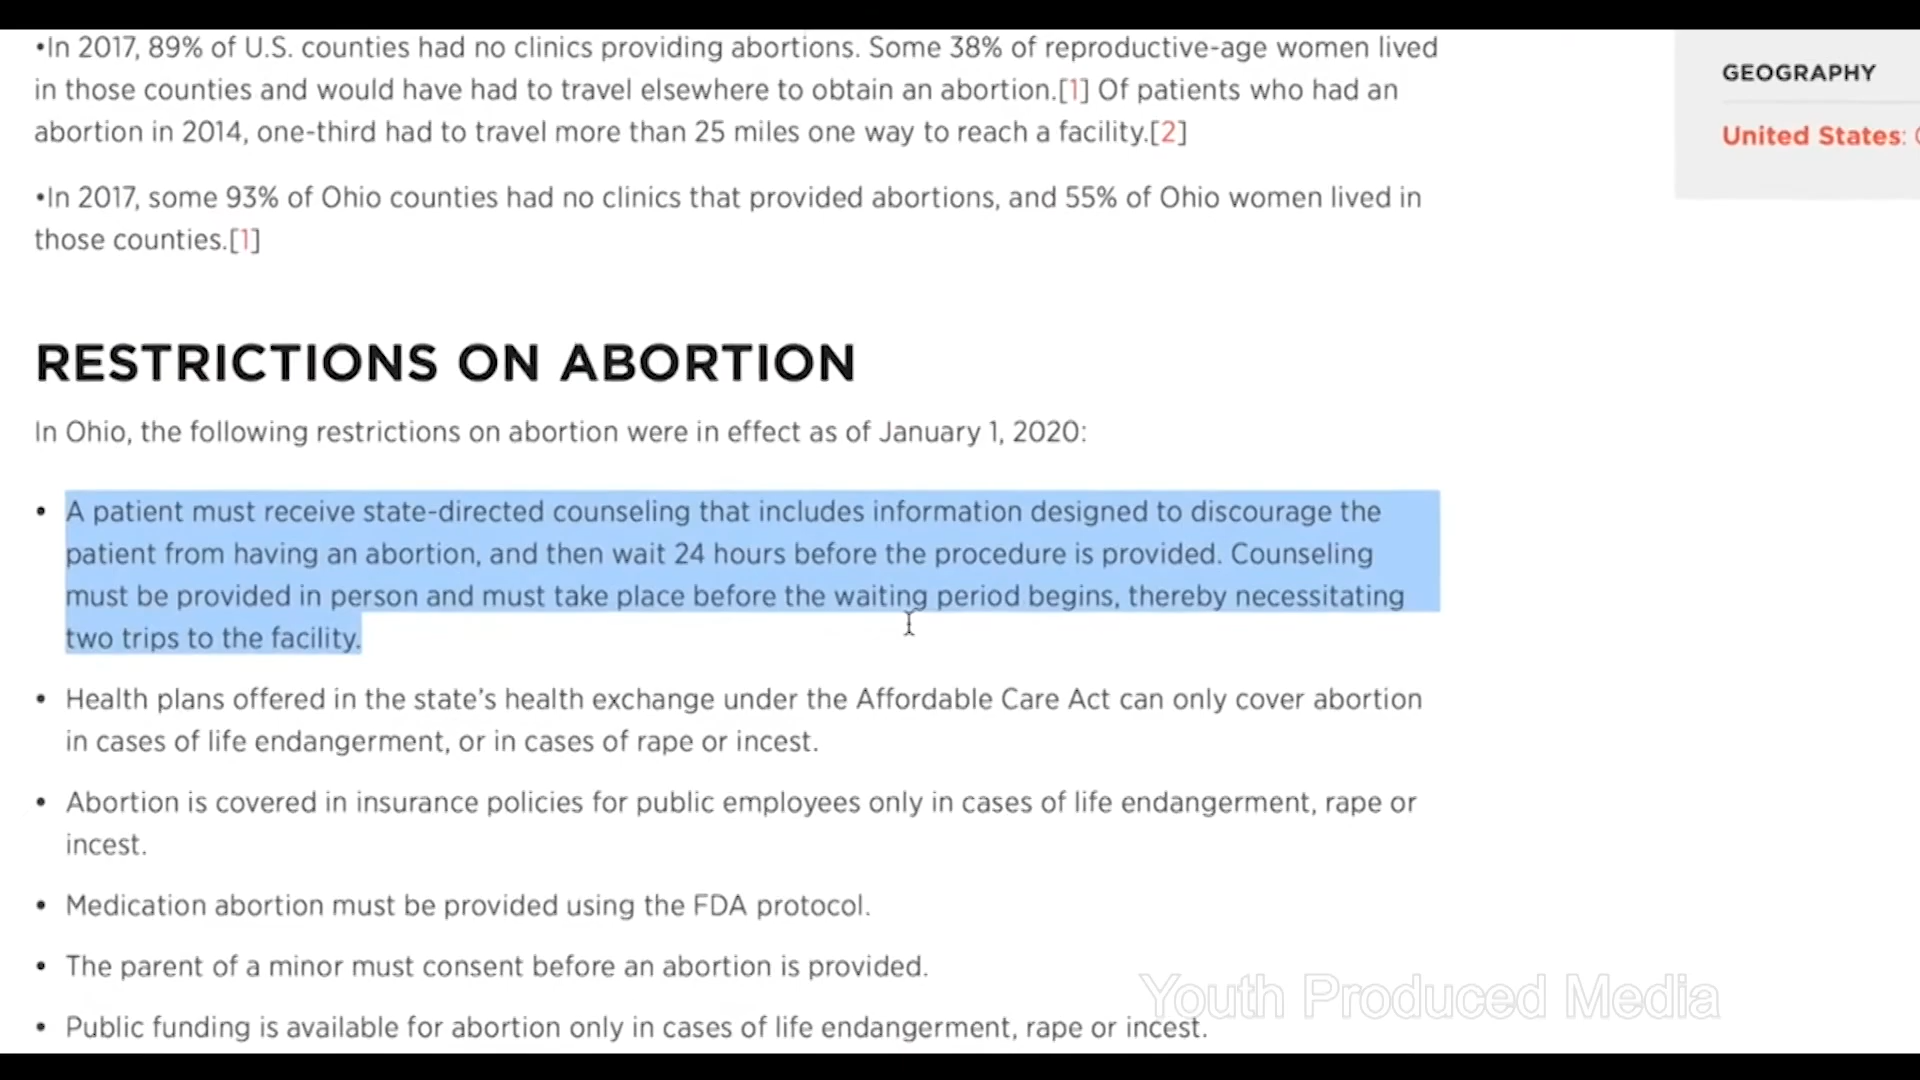 •In 2017, 89% of U.S. counties had no clinics providing abortions. Some 38% of reproductive-age women lived
in those counties and would have had to travel elsewhere to obtain an abortion.[1] Of patients who had an
abortion in 2014, one-third had to travel more than 25 miles one way to reach a facility.[2]
•In 2017, some 93% of Ohio counties had no clinics that provided abortions, and 55% of Ohio women lived in
those counties.[1]
GEOGRAPHY
United States:
RESTRICTIONS ON ABORTION
In Ohio, the following restrictions on abortion were in effect as of January 1, 2020:
• A patient must receive state-directed counseling that includes information designed to discourage the
patient from having an abortion, and then wait 24 hours before the procedure is provided. Counseling
must be provided in person and must take place before the waiting period begins, thereby necessitating
two trips to the facility.
• Health plans offered in the state’s health exchange under the Affordable Care Act can only cover abortion
in cases of life endangerment, or in cases of rape or incest.
• Abortion is covered in insurance policies for public employees only in cases of life endangerment, rape or
incest.
• Medication abortion must be provided using the FDA protocol.
• The parent of a minor must consent before an abortion is provided.
• Public funding is available for abortion only in cases of life endangerment, rape or incest.
Youth Produced Media